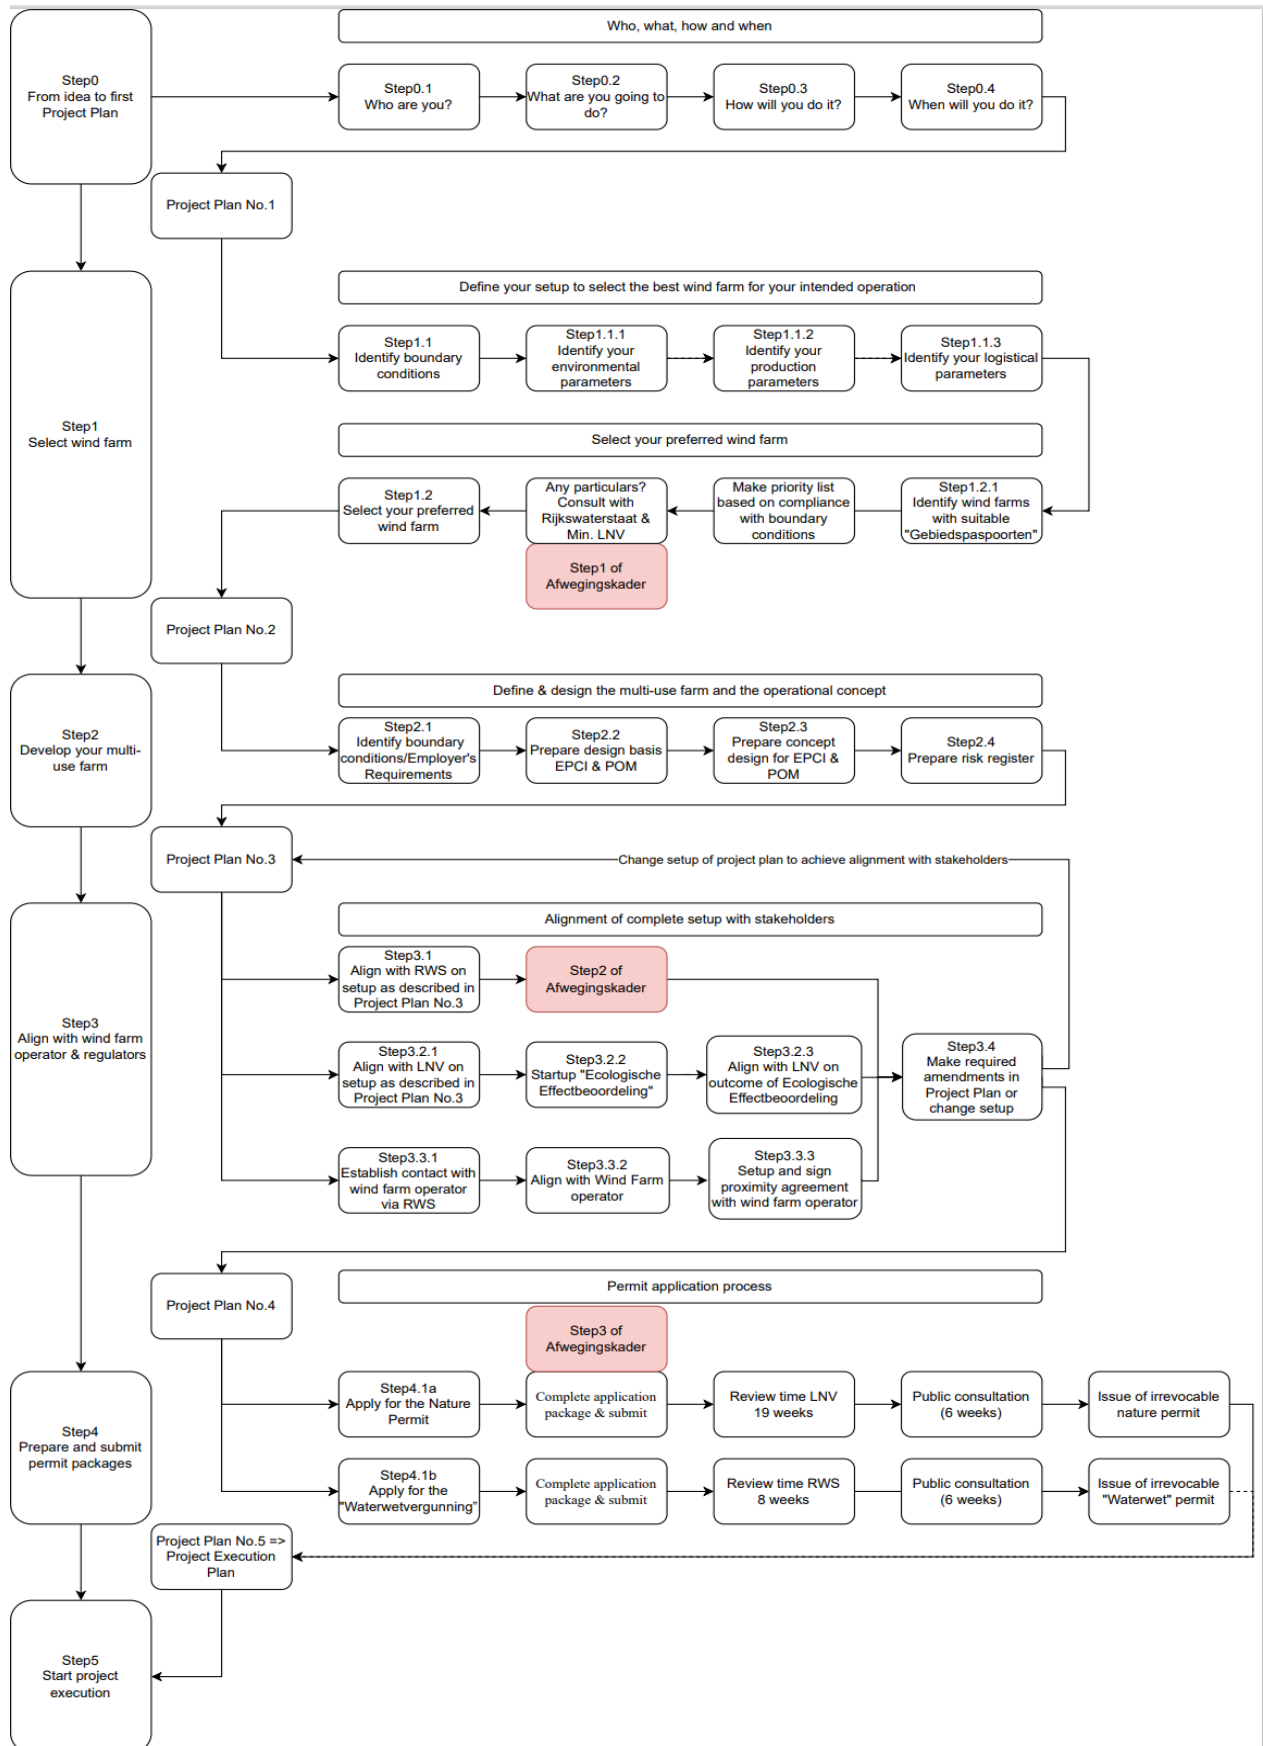 Who, what, how and when
Step0
From idea to first
Project Plan
Step0.1
Who are you?
Step0.2
What are you going to
do?
Step0.3
How will you do it?
Step0.4
When will you do it?
Project Plan No.1
Define your setup to select the best wind farm for your intended operation
Step1
Select wind farm
Step1.1
Identify boundary
conditions
Step1.1.1
Identify your
environmental
parameters
Step1.1.2
Identify your
production
parameters
Step1.1.3
Identify your logistical
parameters
Select your preferred wind farm
Step1.2
Select your preferred
wind farm
Any particulars?
Consult with
Rijkswaterstaat &
Min. LNV
Make priority list
based on compliance
with boundary
conditions
Step1.2.1
Identify wind farms
with suitable
"Gebiedspaspoorten"
Step1 of
Afwegingskader
Project Plan No.2
Define & design the multi-use farm and the operational concept
Step2
Develop your multi-
use farm
Step2.1
Identify boundary
conditions/Employer's
Requirements
Step2.2
Prepare design basis
EPCI & POM
Step2.3
Prepare concept
design for EPCI &
POM
Step2.4
Prepare risk register
Project Plan No.3
Change setup of project plan to achieve alignment with stakeholders
Alignment of complete setup with stakeholders
Step3
Align with wind farm
operator & regulators
Step3.1
Align with RWS on
setup as described in
Project Plan No.3
Step2 of
Afwegingskader
Step3.2.1
Align with LNV on
setup as described in
Project Plan No.3
Step3.2.2
Startup "Ecologische
Effectbeoordeling"
Step3.2.3
Align with LNV on
outcome of Ecologische
Effectbeoordeling
Step3.4
Make required
amendments in
Project Plan or
change setup
Step3.3.1
Establish contact with
wind farm operator
via RWS
Step3.3.2
Align with Wind Farm
operator
Step3.3.3
Setup and sign
proximity agreement
with wind farm operator
Project Plan No.4
Permit application process
Step3 of
Afwegingskader
Step4
Prepare and submit
permit packages
Step4.1a
Apply for the Nature
Permit
Complete application
package & submit
Review time LNV
19 weeks
Public consultation
(6 weeks)
Issue of irrevocable
nature permit
Step4.1b
Apply for the
"Waterwetvergunning"
Complete application
package & submit
Review time RWS
8 weeks
Public consultation
(6 weeks)
Issue of irrevocable
"Waterwet" permit
Project Plan No.5 =>
Project Execution
Plan
Step5
Start project
execution